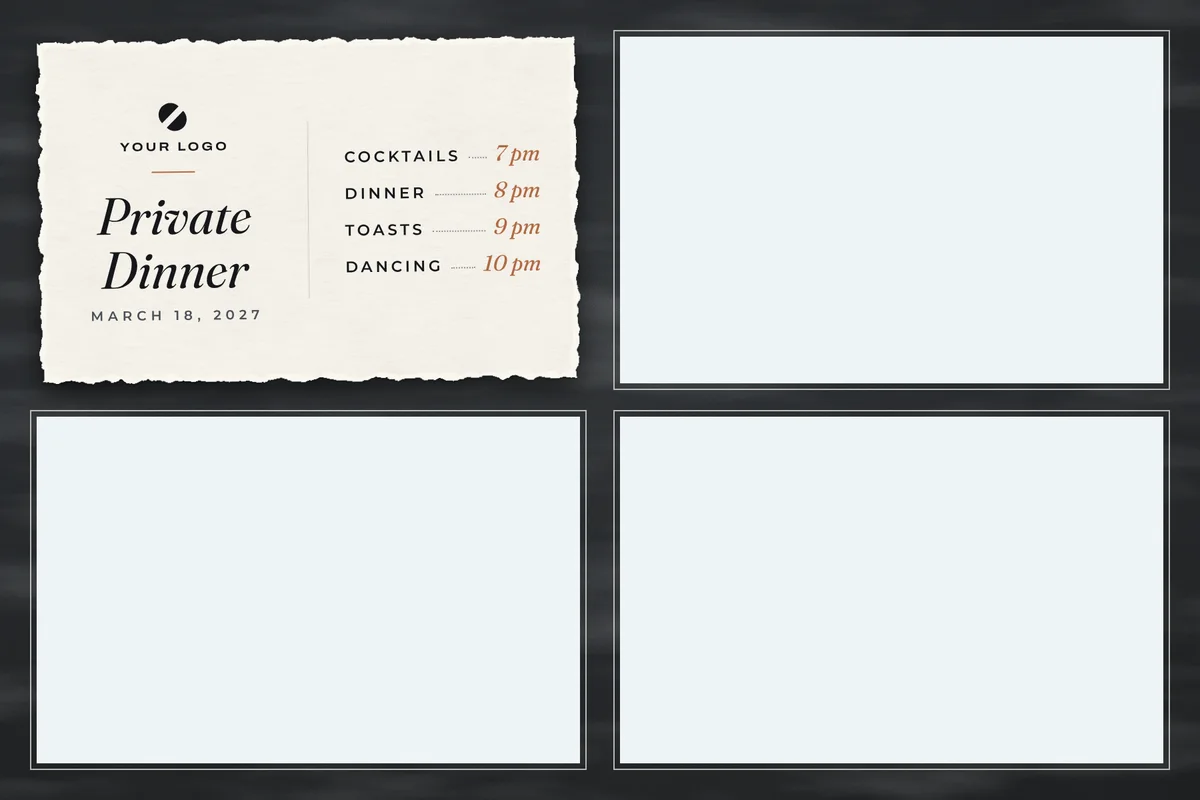 YOUR LOGO
Private
Dinner
MARCH 18, 2027
COCKTAILS ........ 7 pm
DINNER ........ 8 pm
TOASTS ........ 9 pm
DANCING ........ 10 pm